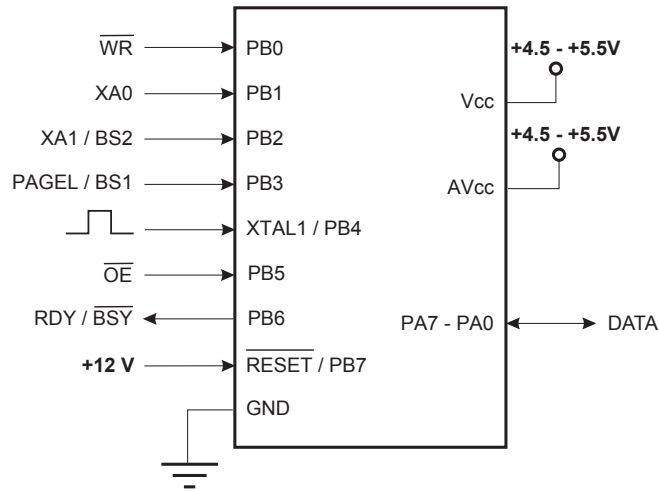 WR PB0 +4.5 - +5.5V
XA0 PB1 Vcc
XA1 / BS2 PB2 +4.5 - +5.5V
PAGEL / BS1 PB3 AVcc
XTAL1 / PB4
OE PB5
RDY / BSY PB6 PA7 - PA0 DATA
+12 V RESET / PB7
GND